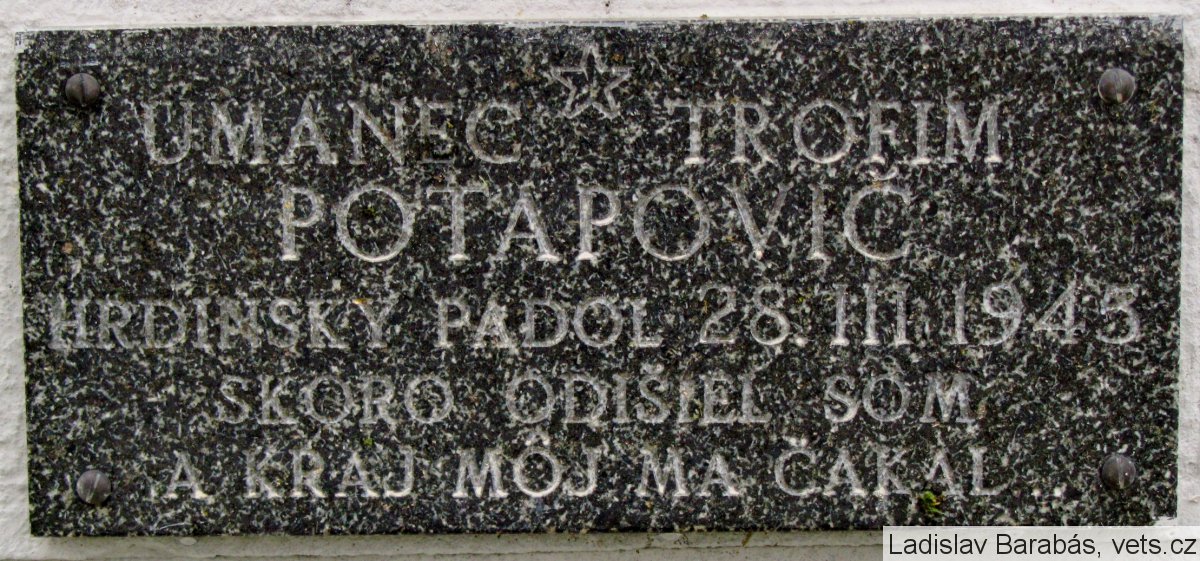 UMANEC TROFIM
POTAPOVIČ
HRDINSKY PADOL 28. III 1945
SKORO ODIŠIEL SOM
A KRAJ MÔJ MA ČAKAL...
Ladislav Barabás, vets.cz